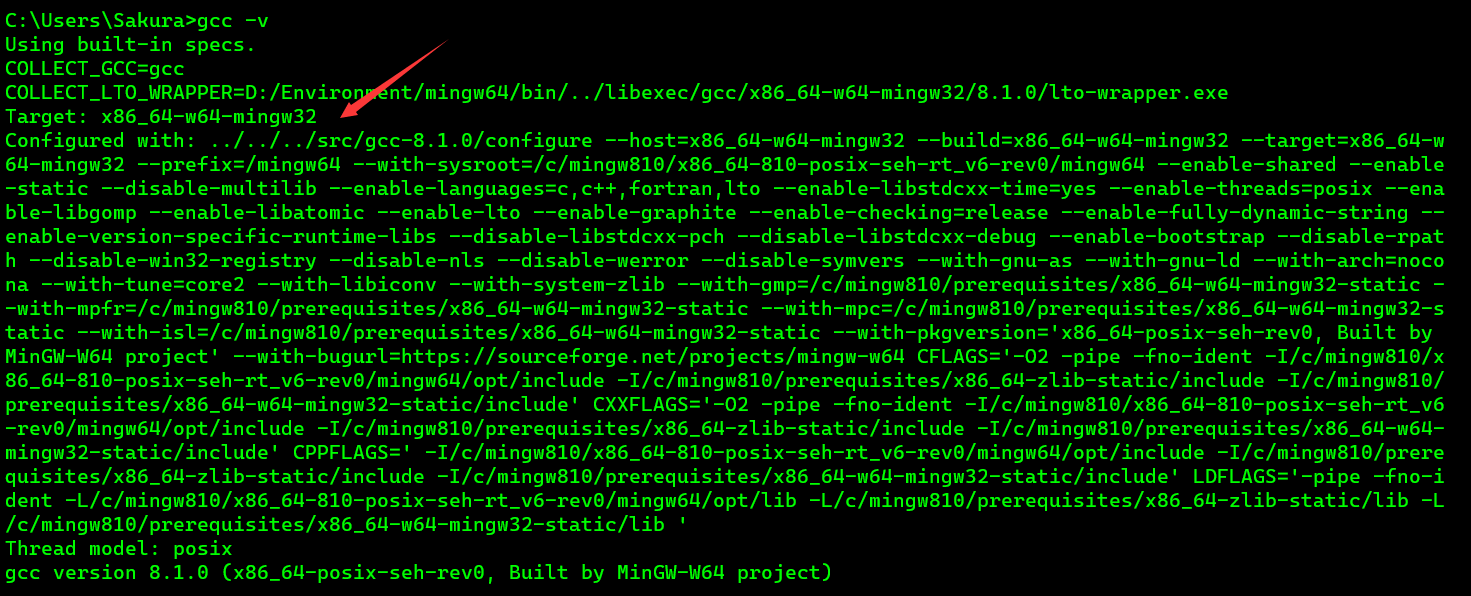 C:\Users\Sakura>gcc -v
Using built-in specs.
COLLECT_GCC=gcc
COLLECT_LTO_WRAPPER=D:/Environment/mingw64/bin/../libexec/gcc/x86_64-w64-mingw32/8.1.0/lto-wrapper.exe
Target: x86_64-w64-mingw32
Configured with: ../../../src/gcc-8.1.0/configure --host=x86_64-w64-mingw32 --build=x86_64-w64-mingw32 --target=x86_64-w
64-mingw32 --prefix=/mingw64 --with-sysroot=/c/mingw810/x86_64-810-posix-seh-rt_v6-rev0/mingw64 --enable-shared --enable
-static --disable-multilib --enable-languages=c,c++,fortran,lto --enable-libstdcxx-time=yes --enable-threads=posix --ena
ble-libgomp --enable-libatomic --enable-lto --enable-graphite --enable-checking=release --enable-fully-dynamic-string --
enable-version-specific-runtime-libs --disable-libstdcxx-pch --disable-libstdcxx-debug --enable-bootstrap --disable-rpat
h --disable-win32-registry --disable-nls --disable-werror --disable-symvers --with-gnu-as --with-gnu-ld --with-arch=noco
na --with-tune=core2 --with-libiconv --with-system-zlib --with-gmp=/c/mingw810/prerequisites/x86_64-w64-mingw32-static -
-with-mpfr=/c/mingw810/prerequisites/x86_64-w64-mingw32-static --with-mpc=/c/mingw810/prerequisites/x86_64-w64-mingw32-s
tatic --with-isl=/c/mingw810/prerequisites/x86_64-w64-mingw32-static --with-pkgversion='x86_64-posix-seh-rev0, Built by
MinGW-W64 project' --with-bugurl=https://sourceforge.net/projects/mingw-w64 CFLAGS='-O2 -pipe -fno-ident -I/c/mingw810/x
86_64-810-posix-seh-rt_v6-rev0/mingw64/opt/include -I/c/mingw810/prerequisites/x86_64-zlib-static/include -I/c/mingw810/
prerequisites/x86_64-w64-mingw32-static/include' CXXFLAGS='-O2 -pipe -fno-ident -I/c/mingw810/x86_64-810-posix-seh-rt_v6
-rev0/mingw64/opt/include -I/c/mingw810/prerequisites/x86_64-zlib-static/include -I/c/mingw810/prerequisites/x86_64-w64-
mingw32-static/include' CPPFLAGS=' -I/c/mingw810/x86_64-810-posix-seh-rt_v6-rev0/mingw64/opt/include -I/c/mingw810/prere
quisites/x86_64-zlib-static/include -I/c/mingw810/prerequisites/x86_64-w64-mingw32-static/include' LDFLAGS='-pipe -fno-i
dent -L/c/mingw810/x86_64-810-posix-seh-rt_v6-rev0/mingw64/opt/lib -L/c/mingw810/prerequisites/x86_64-zlib-static/lib -L
/c/mingw810/prerequisites/x86_64-w64-mingw32-static/lib '
Thread model: posix
gcc version 8.1.0 (x86_64-posix-seh-rev0, Built by MinGW-W64 project)